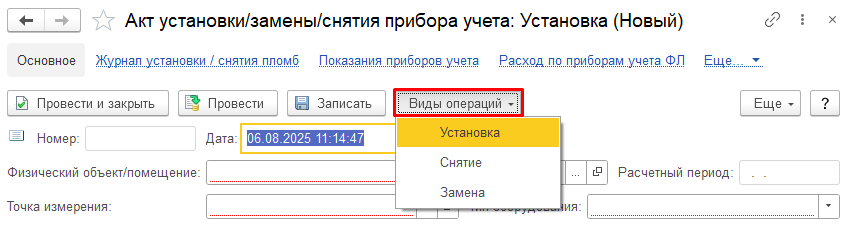 Акт установки/замены/снятия прибора учета: Установка (Новый)
Основное Журнал установки / снятия пломб Показания приборов учета Расход по приборам учета ФЛ Еще...
Провести и закрыть Провести Записать Виды операций Еще ?
Номер: Дата: 06.08.2025 11:14:47 Установка
Снятие
Физический объект/помещение: ... Расчетный период: . .
Замена
Точка измерения: оборудования: